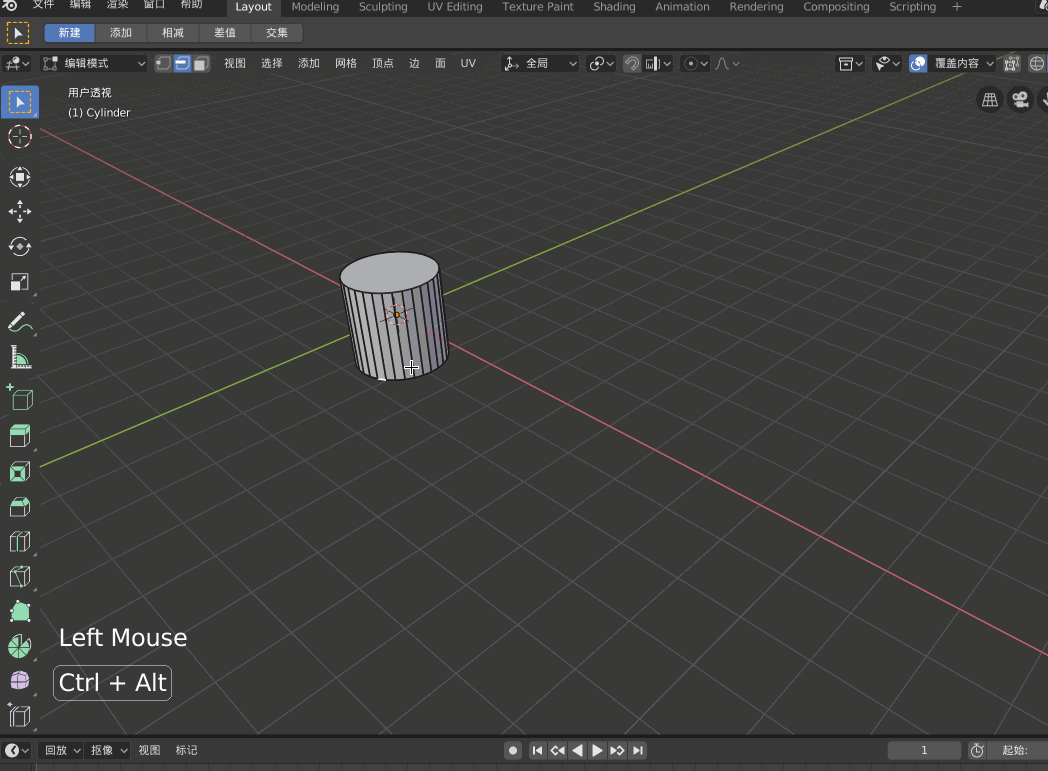 文件 编辑 渲染 窗口 帮助 Layout Modeling Sculpting UV Editing Texture Paint Shading Animation Rendering Compositing Scripting +
新建 添加 相减 差值 交集
编辑模式 视图 选择 添加 网格 顶点 边 面 UV 全局 覆盖内容
用户透视
(1) Cylinder
Left Mouse
Ctrl + Alt
回放 抠像 视图 标记 1 起始: